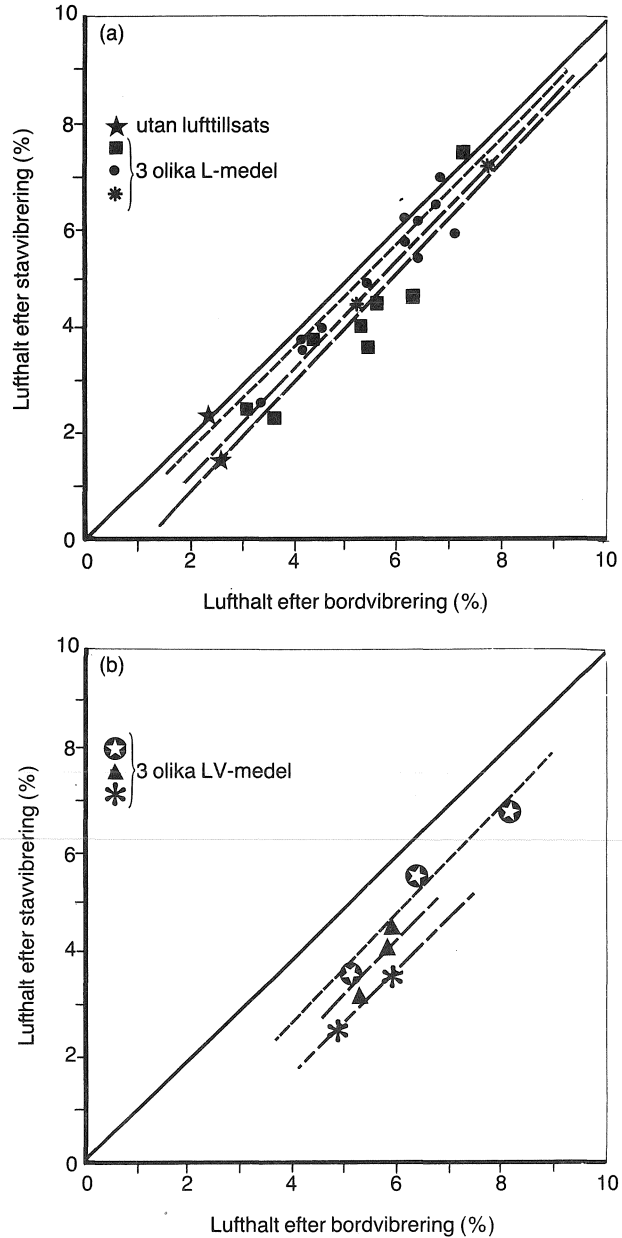 10
(a)
utan lufttillsats
8
3 olika L-medel
6
4
2
0
Lufthalt efter stavvibrering (%)
0 2 4 6 8 10
Lufthalt efter bordvibrering (%.)
10
(b)
8
3 olika LV-medel
6
4
2
0
Lufthalt efter stavvibrering (%)
0 2 4 6 8 10
Lufthalt efter bordvibrering (%)